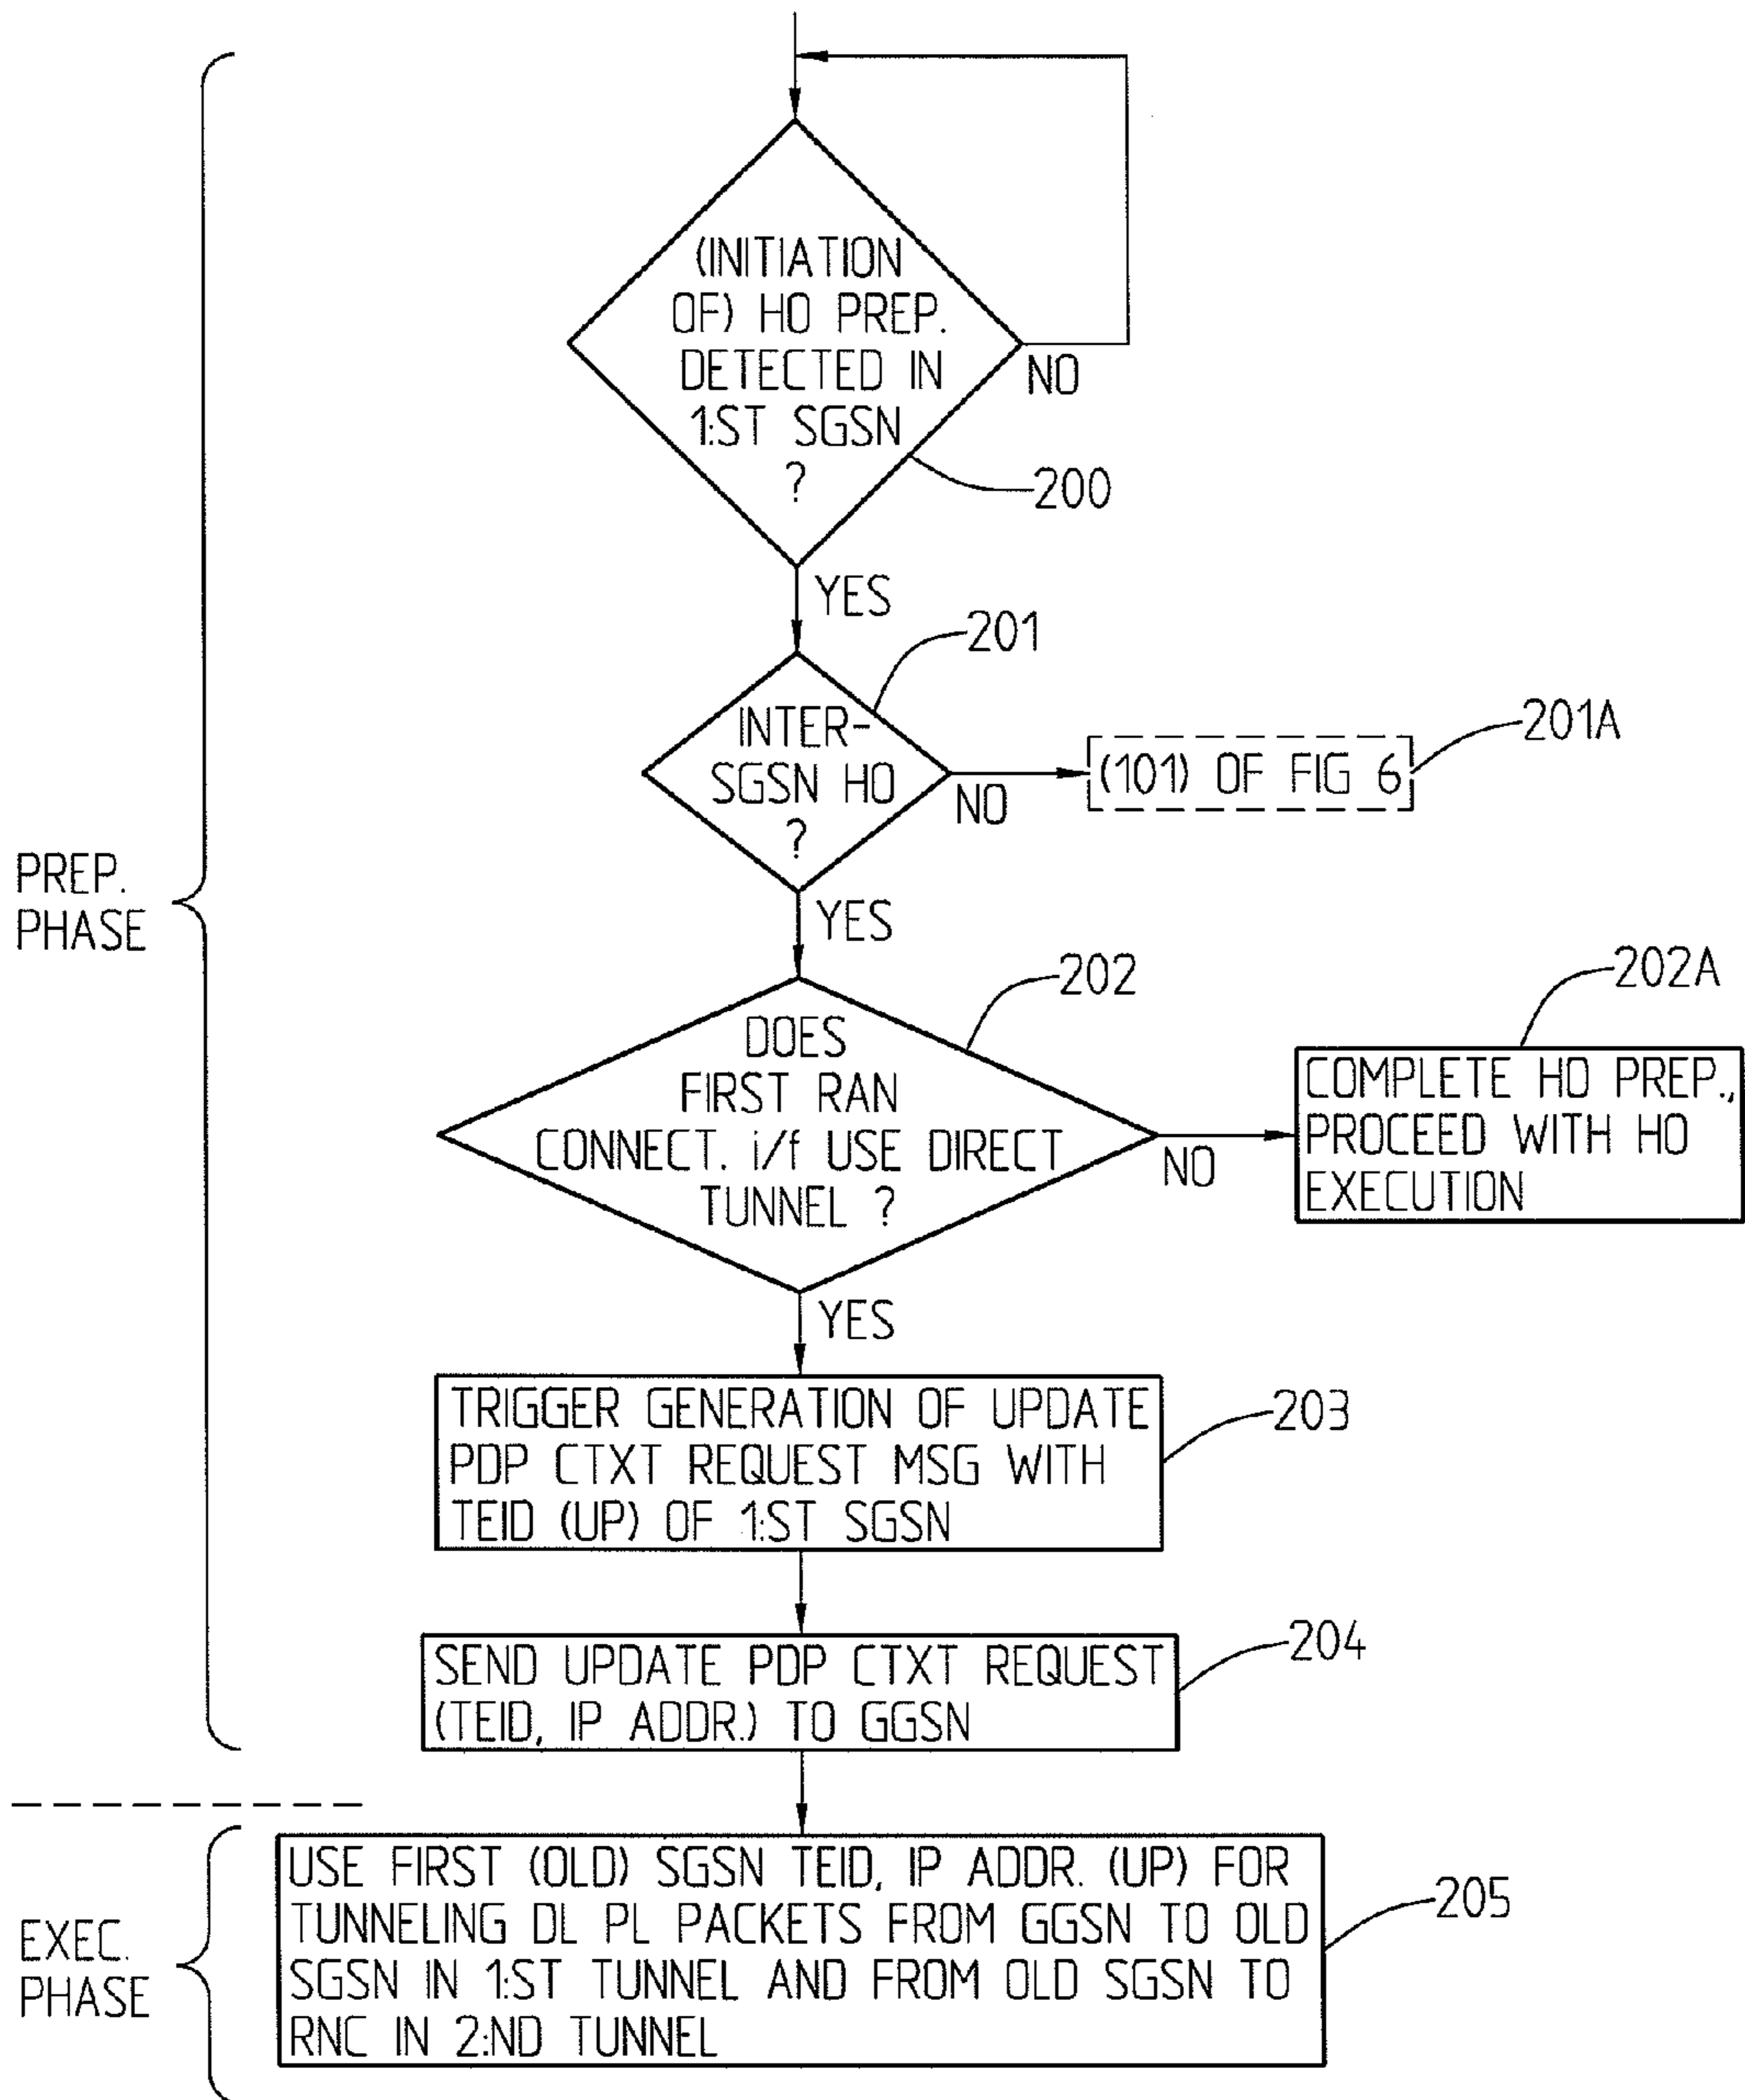 (INITIATION
OF) HO PREP.
DETECTED IN
1:ST SGSN
?
NO
200
YES
201
INTER-
SGSN HO
?
NO
(101) OF FIG 6
201A
YES
PREP.
PHASE
202
DOES
FIRST RAN
CONNECT. i/f USE DIRECT
TUNNEL ?
NO
202A
COMPLETE HO PREP.,
PROCEED WITH HO
EXECUTION
YES
TRIGGER GENERATION OF UPDATE
PDP CTXT REQUEST MSG WITH
TEID (UP) OF 1:ST SGSN
203
SEND UPDATE PDP CTXT REQUEST
(TEID, IP ADDR.) TO GGSN
204
EXEC.
PHASE
USE FIRST (OLD) SGSN TEID, IP ADDR. (UP) FOR
TUNNELING DL PL PACKETS FROM GGSN TO OLD
SGSN IN 1:ST TUNNEL AND FROM OLD SGSN TO
RNC IN 2:ND TUNNEL
205